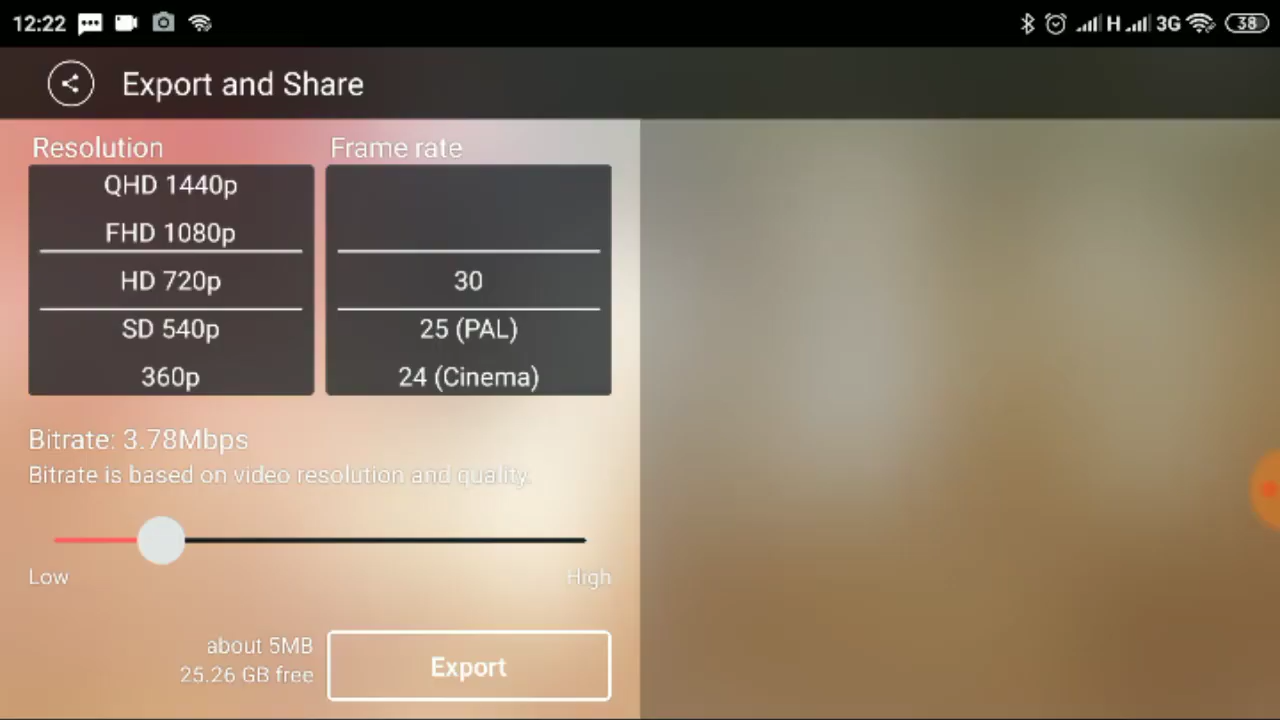 12:22 H 3G 38
Export and Share
Resolution
Frame rate
QHD 1440p
FHD 1080p
HD 720p
SD 540p
360p
30
25 (PAL)
24 (Cinema)
Bitrate: 3.78Mbps
Bitrate is based on video resolution and quality.
Low
High
about 5MB
25.26 GB free
Export